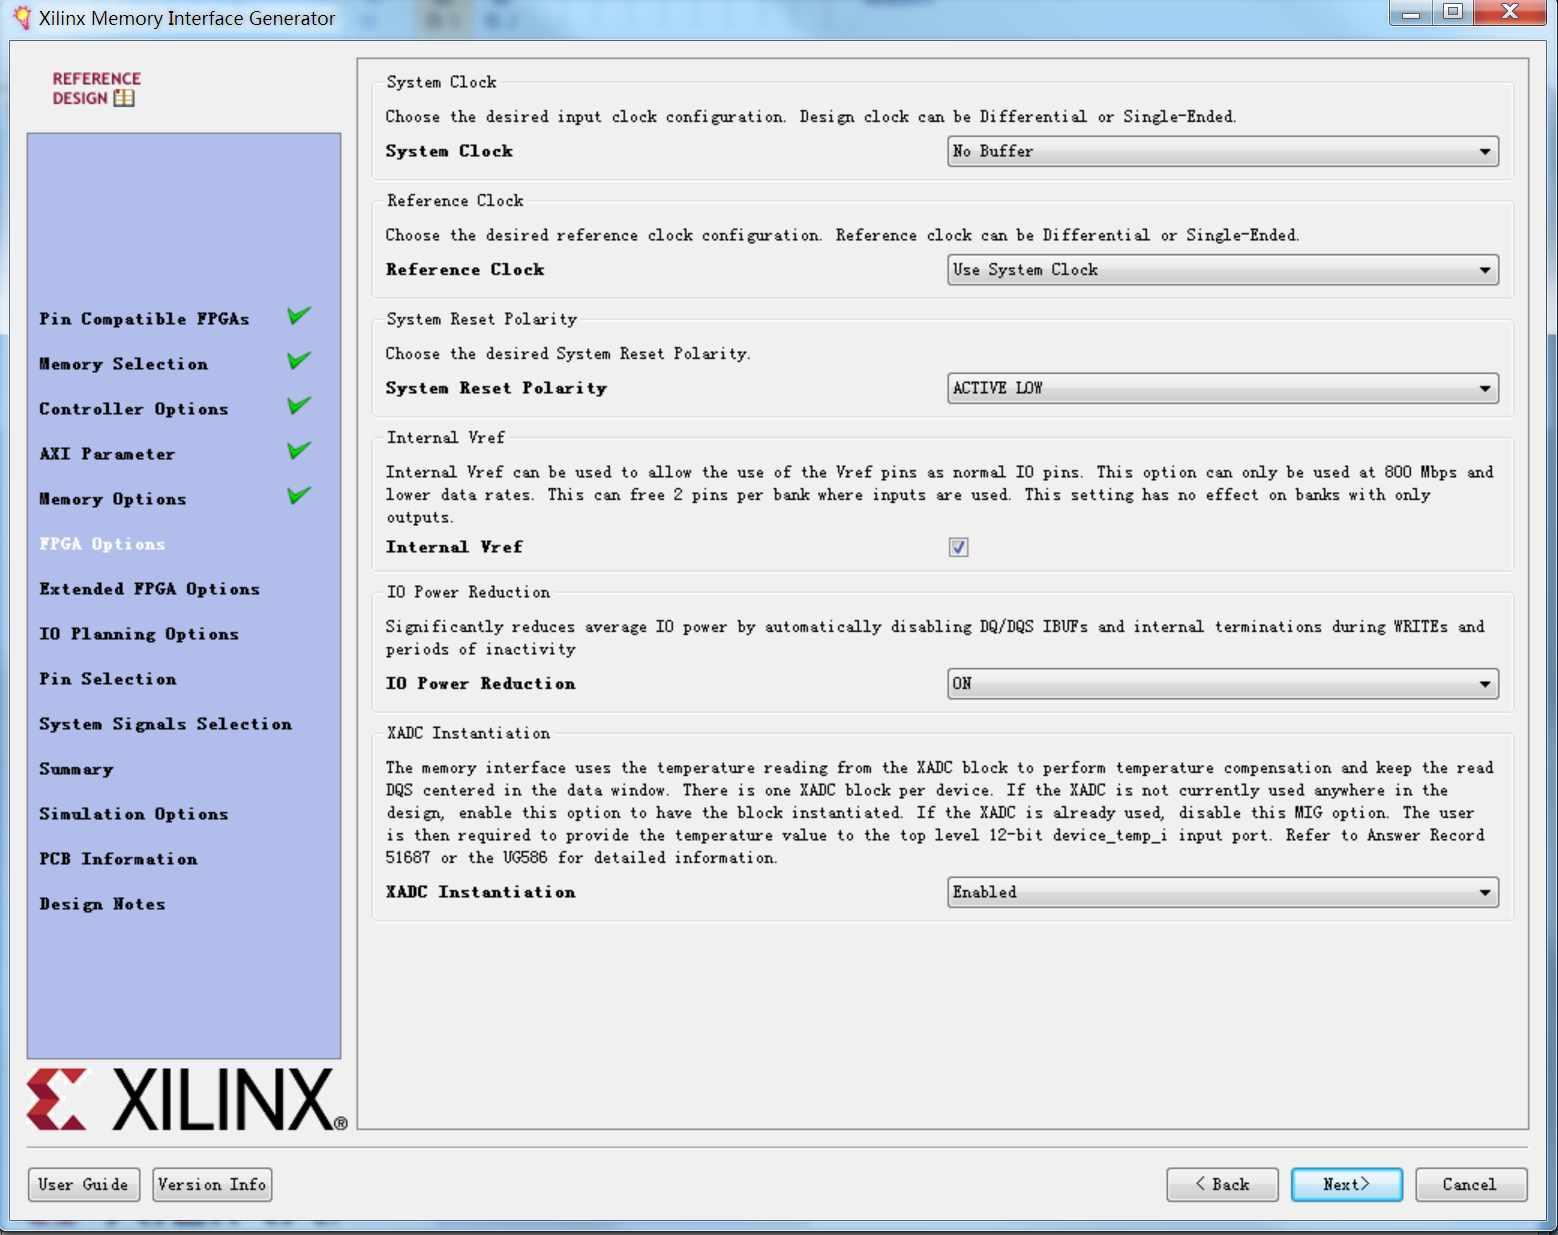 Xilinx Memory Interface Generator
REFERENCE
DESIGN
Pin Compatible FPGAs
Memory Selection
Controller Options
AXI Parameter
Memory Options
FPGA Options
Extended FPGA Options
IO Planning Options
Pin Selection
System Signals Selection
Summary
Simulation Options
PCB Information
Design Notes
XILINX®
System Clock
Choose the desired input clock configuration. Design clock can be Differential or Single-Ended.
System Clock
No Buffer
Reference Clock
Choose the desired reference clock configuration. Reference clock can be Differential or Single-Ended.
Reference Clock
Use System Clock
System Reset Polarity
Choose the desired System Reset Polarity.
System Reset Polarity
ACTIVE LOW
Internal Vref
Internal Vref can be used to allow the use of the Vref pins as normal IO pins. This option can only be used at 800 Mbps and
lower data rates. This can free 2 pins per bank where inputs are used. This setting has no effect on banks with only
outputs.
Internal Vref
IO Power Reduction
Significantly reduces average IO power by automatically disabling DQ/DQS IBUFs and internal terminations during WRITEs and
periods of inactivity
IO Power Reduction
ON
XADC Instantiation
The memory interface uses the temperature reading from the XADC block to perform temperature compensation and keep the read
DQS centered in the data window. There is one XADC block per device. If the XADC is not currently used anywhere in the
design, enable this option to have the block instantiated. If the XADC is already used, disable this MIG option. The user
is then required to provide the temperature value to the top level 12-bit device_temp_i input port. Refer to Answer Record
51687 or the UG586 for detailed information.
XADC Instantiation
Enabled
User Guide
Version Info
< Back
Next>
Cancel